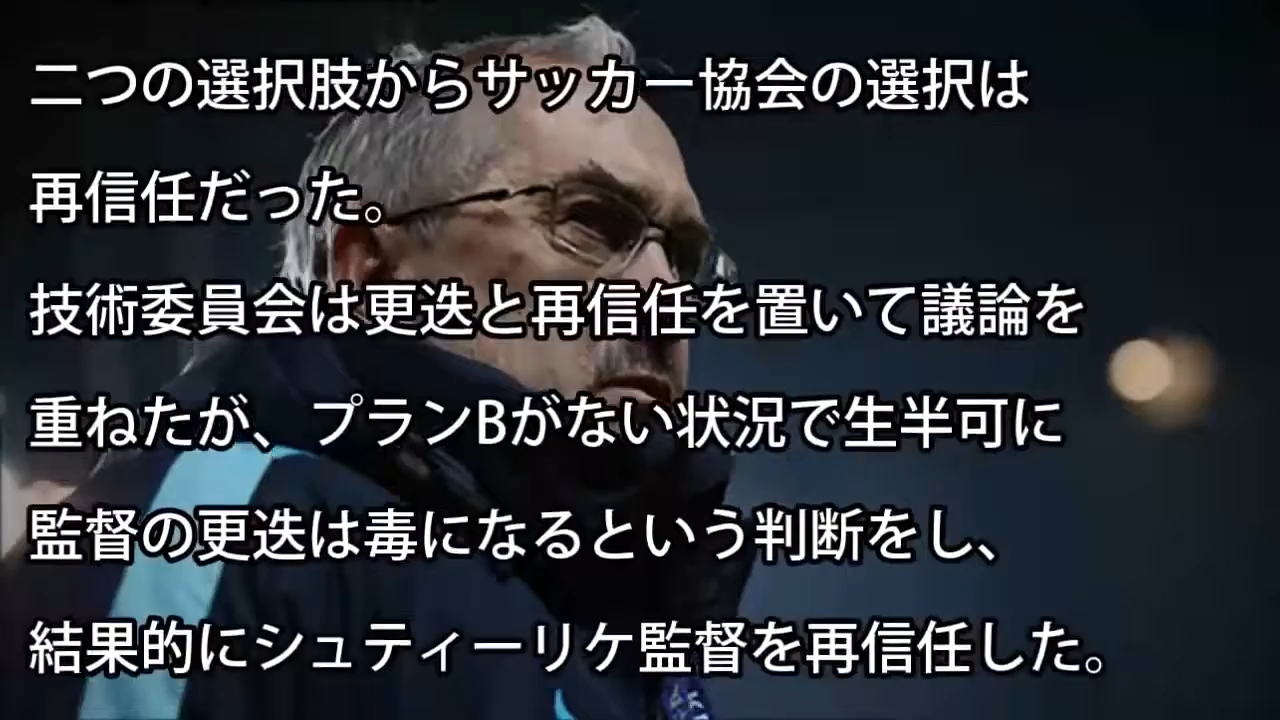 二つの選択肢からサッカー協会の選択は
再信任だった。
技術委員会は更迭と再信任を置いて議論を
重ねたが、プランBがない状況で生半可に
監督の更迭は毒になるという判断をし、
結果的にシュティーリケ監督を再信任した。